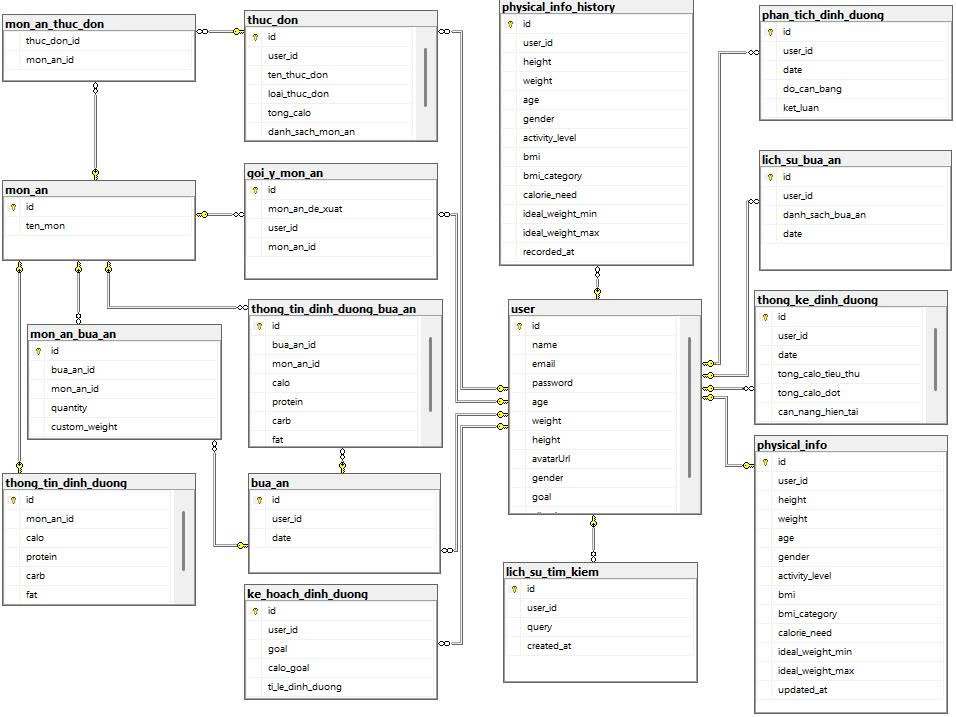 mon_an_thuc_don
thuc_don_id
mon_an_id
thuc_don
id
user_id
ten_thuc_don
loai_thuc_don
tong_calo
danh_sach_mon_an
physical_info_history
id
user_id
height
weight
age
gender
activity_level
bmi
bmi_category
calorie_need
ideal_weight_min
ideal_weight_max
recorded_at
phan_tich_dinh_duong
id
user_id
date
do_can_bang
ket_luan
mon_an
id
ten_mon
goi_y_mon_an
id
mon_an_de_xuat
user_id
mon_an_id
lich_su_bua_an
id
user_id
danh_sach_bua_an
date
mon_an_bua_an
id
bua_an_id
mon_an_id
quantity
custom_weight
thong_tin_dinh_duong_bua_an
id
bua_an_id
mon_an_id
calo
protein
carb
fat
user
id
name
email
password
age
weight
height
avatarUrl
gender
goal
thong_ke_dinh_duong
id
user_id
date
tong_calo_tieu_thu
tong_calo_dot
can_nang_hien_tai
thong_tin_dinh_duong
id
mon_an_id
calo
protein
carb
fat
bua_an
id
user_id
date
physical_info
id
user_id
height
weight
age
gender
activity_level
bmi
bmi_category
calorie_need
ideal_weight_min
ideal_weight_max
updated_at
ke_hoach_dinh_duong
id
user_id
goal
calo_goal
ti_le_dinh_duong
lich_su_tim_kiem
id
user_id
query
created_at